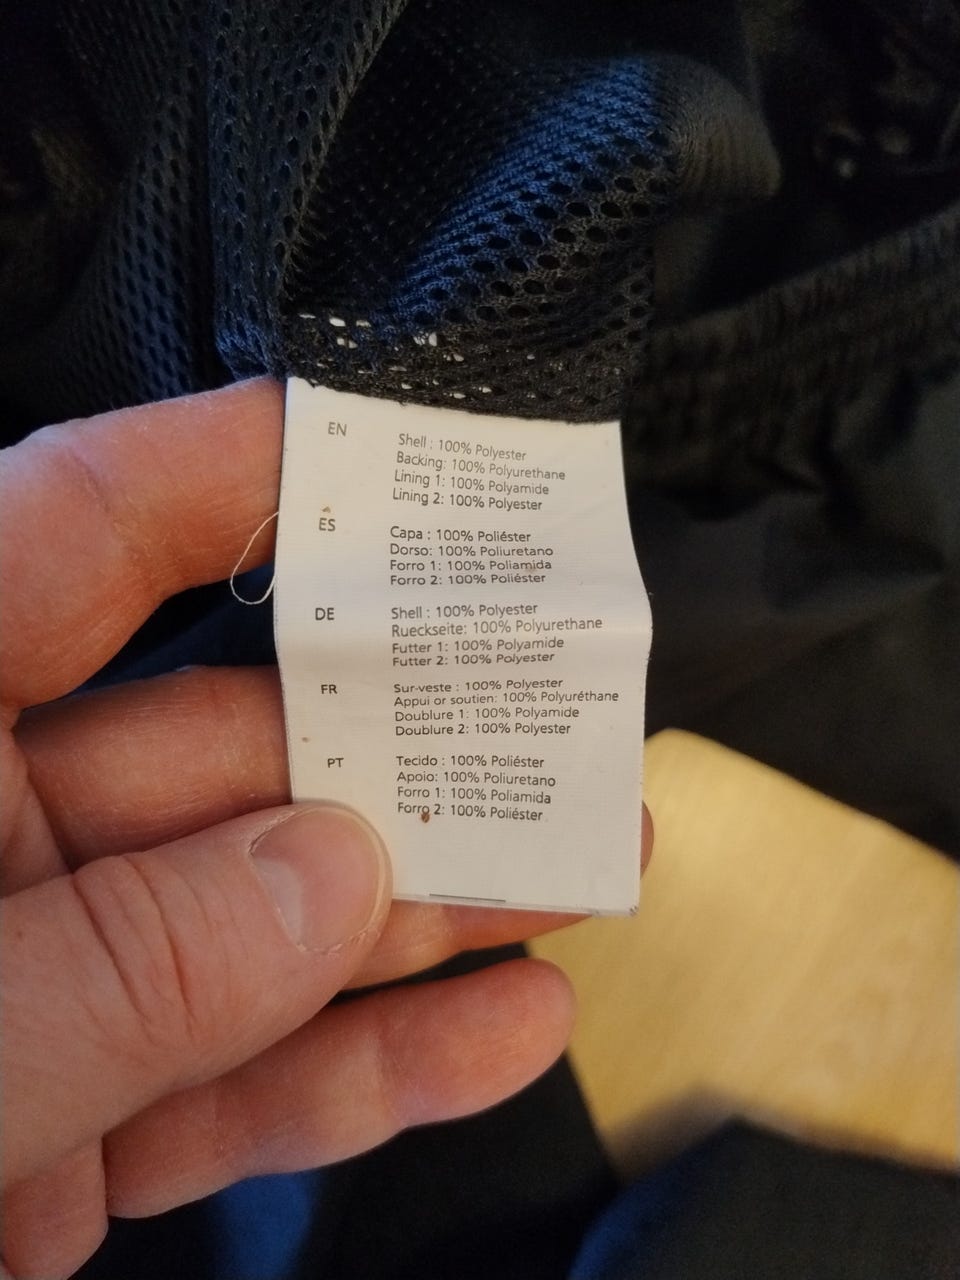 EN
Shell : 100% Polyester
Backing: 100% Polyurethane
Lining 1: 100% Polyamide
Lining 2: 100% Polyester
ES
Capa : 100% Poliéster
Dorso: 100% Poliuretano
Forro 1: 100% Poliamida
Forro 2: 100% Poliéster
DE
Shell : 100% Polyester
Rueckseite: 100% Polyurethane
Futter 1: 100% Polyamide
Futter 2: 100% Polyester
FR
Sur-veste : 100% Polyester
Appui or soutien: 100% Polyuréthane
Doublure 1: 100% Polyamide
Doublure 2: 100% Polyester
PT
Tecido : 100% Poliéster
Apoio: 100% Poliuretano
Forro 1: 100% Poliamida
Forro 2: 100% Poliéster